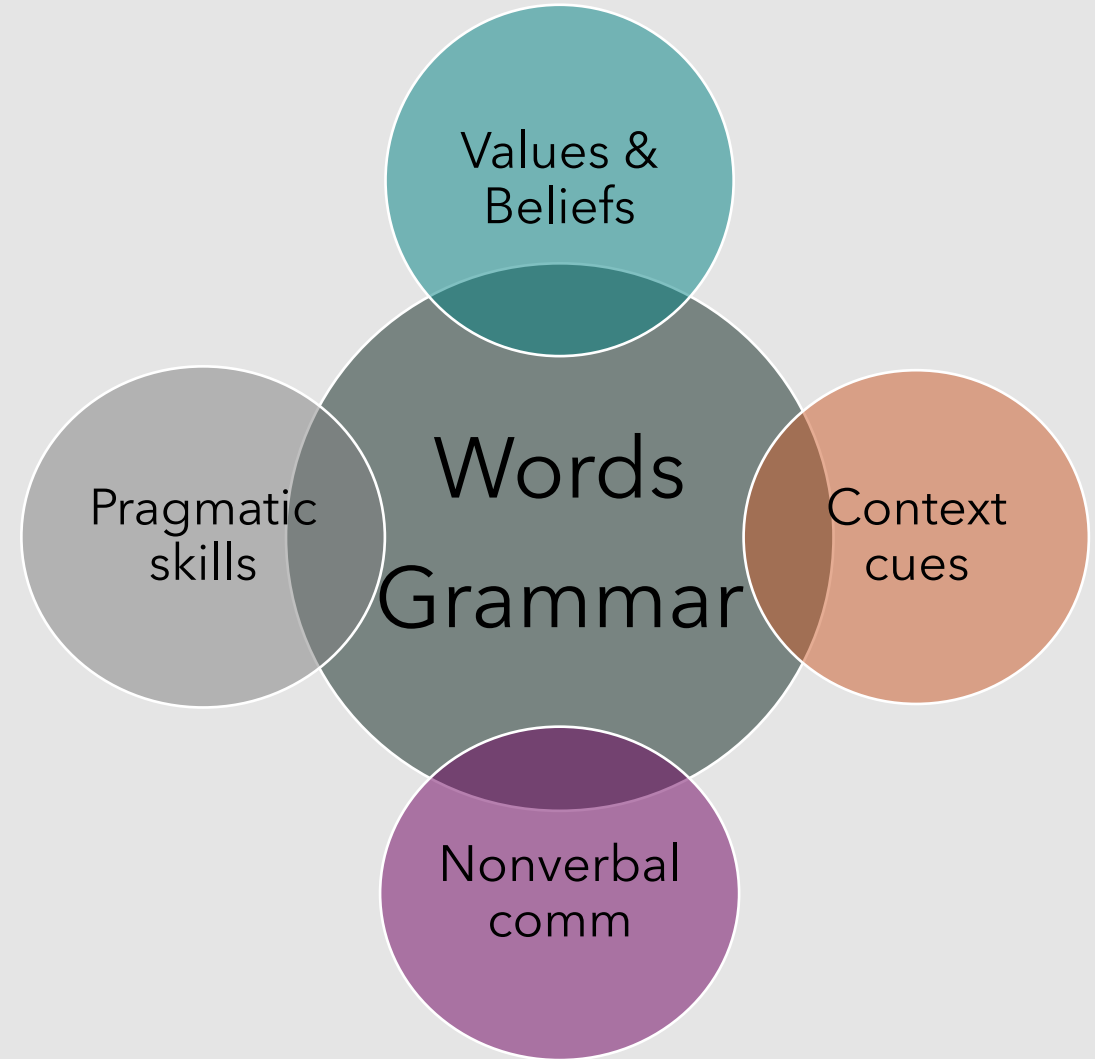 Values &
Beliefs
Pragmatic
skills
Words
Grammar
Context
cues
Nonverbal
comm